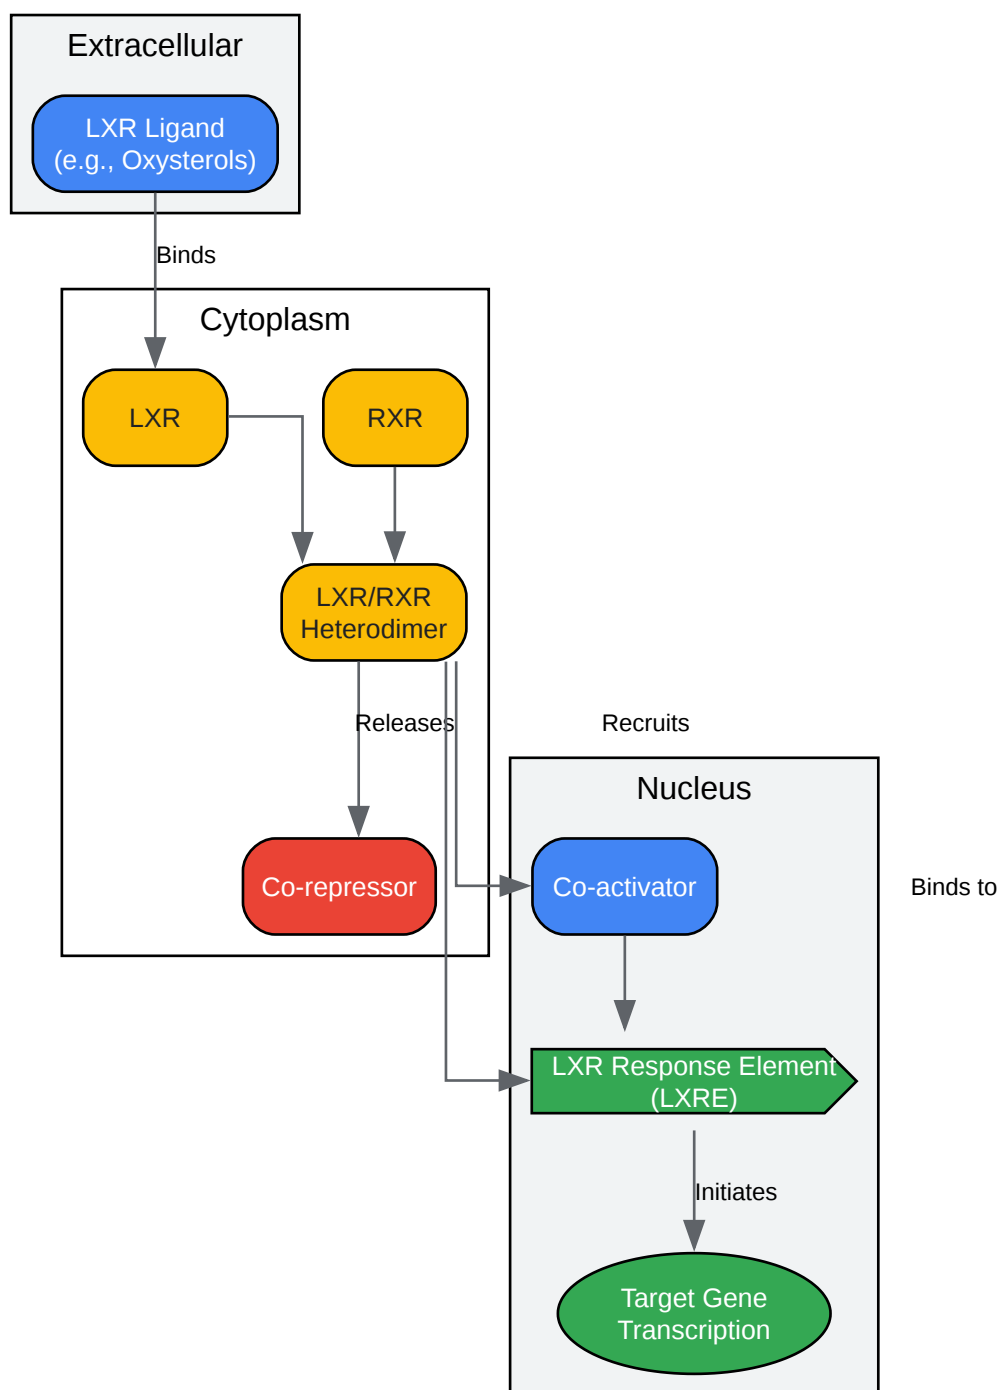 Extracellular
LXR Ligand
(e.g., Oxysterols)
Binds
Cytoplasm
LXR
RXR
LXR/RXR
Heterodimer
Releases
Recruits
Nucleus
Co-repressor
Co-activator
Binds to
LXR Response Element
(LXRE)
Initiates
Target Gene
Transcription